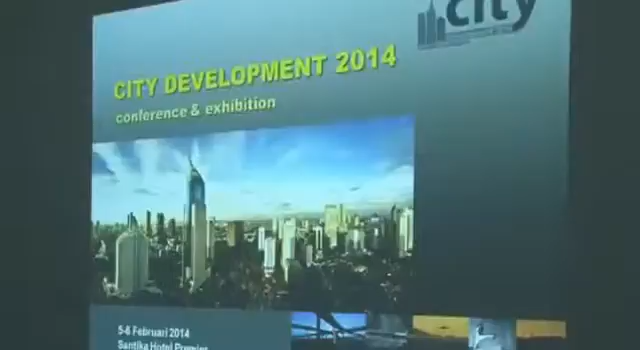 city
CITY DEVELOPMENT 2014
conference & exhibition
5-6 Februari 2014
Santika Hotel Premier